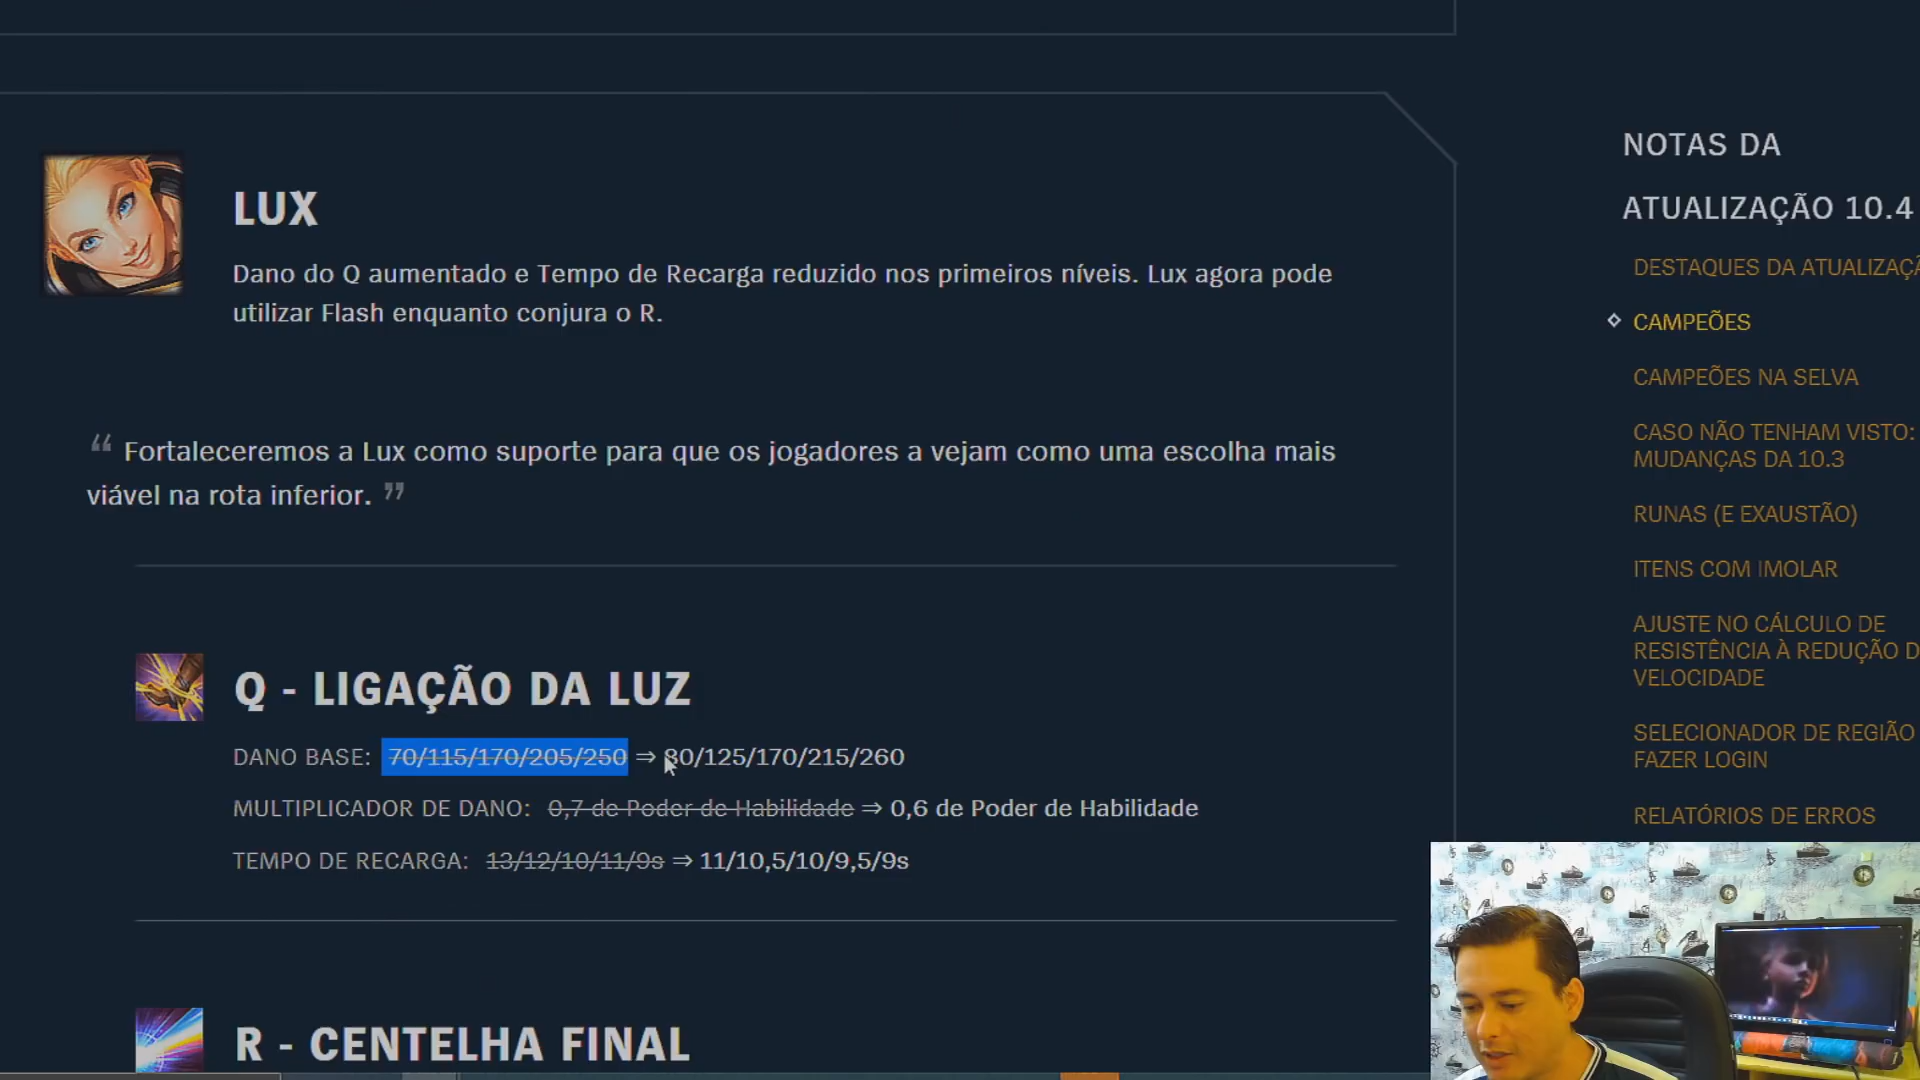 LUX
Dano do Q aumentado e Tempo de Recarga reduzido nos primeiros níveis. Lux agora pode
utilizar Flash enquanto conjura o R.
“ Fortaleceremos a Lux como suporte para que os jogadores a vejam como uma escolha mais
viável na rota inferior. ”
Q - LIGAÇÃO DA LUZ
DANO BASE: 70/115/170/205/250 ⇒ 80/125/170/215/260
MULTIPLICADOR DE DANO: 0,7 de Poder de Habilidade ⇒ 0,6 de Poder de Habilidade
TEMPO DE RECARGA: 13/12/10/11/9s ⇒ 11/10,5/10/9,5/9s
R - CENTELHA FINAL
NOTAS DA
ATUALIZAÇÃO 10.4
DESTAQUES DA ATUALIZAÇÃ
CAMPEÕES
CAMPEÕES NA SELVA
CASO NÃO TENHAM VISTO:
MUDANÇAS DA 10.3
RUNAS (E EXAUSTÃO)
ITENS COM IMOLAR
AJUSTE NO CÁLCULO DE
RESISTÊNCIA À REDUÇÃO D
VELOCIDADE
SELECIONADOR DE REGIÃO
FAZER LOGIN
RELATÓRIOS DE ERROS